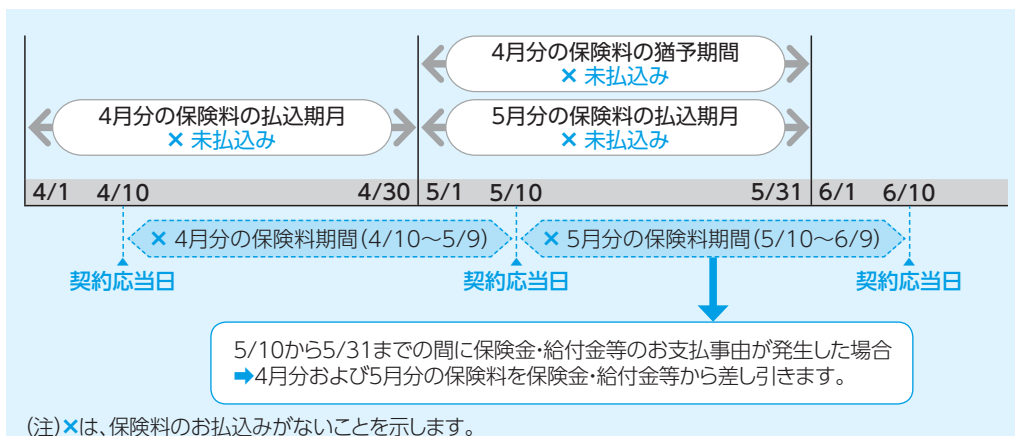 4月分の保険料の猶予期間
× 未払込み
4月分の保険料の払込期月
× 未払込み
5月分の保険料の払込期月
× 未払込み
4/1 4/10 4/30 5/1 5/10 5/31 6/1 6/10
× 4月分の保険料期間(4/10〜5/9)
× 5月分の保険料期間(5/10〜6/9)
契約応当日 契約応当日 契約応当日
5/10から5/31までの間に保険金・給付金等のお支払事由が発生した場合
➡4月分および5月分の保険料を保険金・給付金等から差し引きます。
(注)×は、保険料のお払込みがないことを示します。